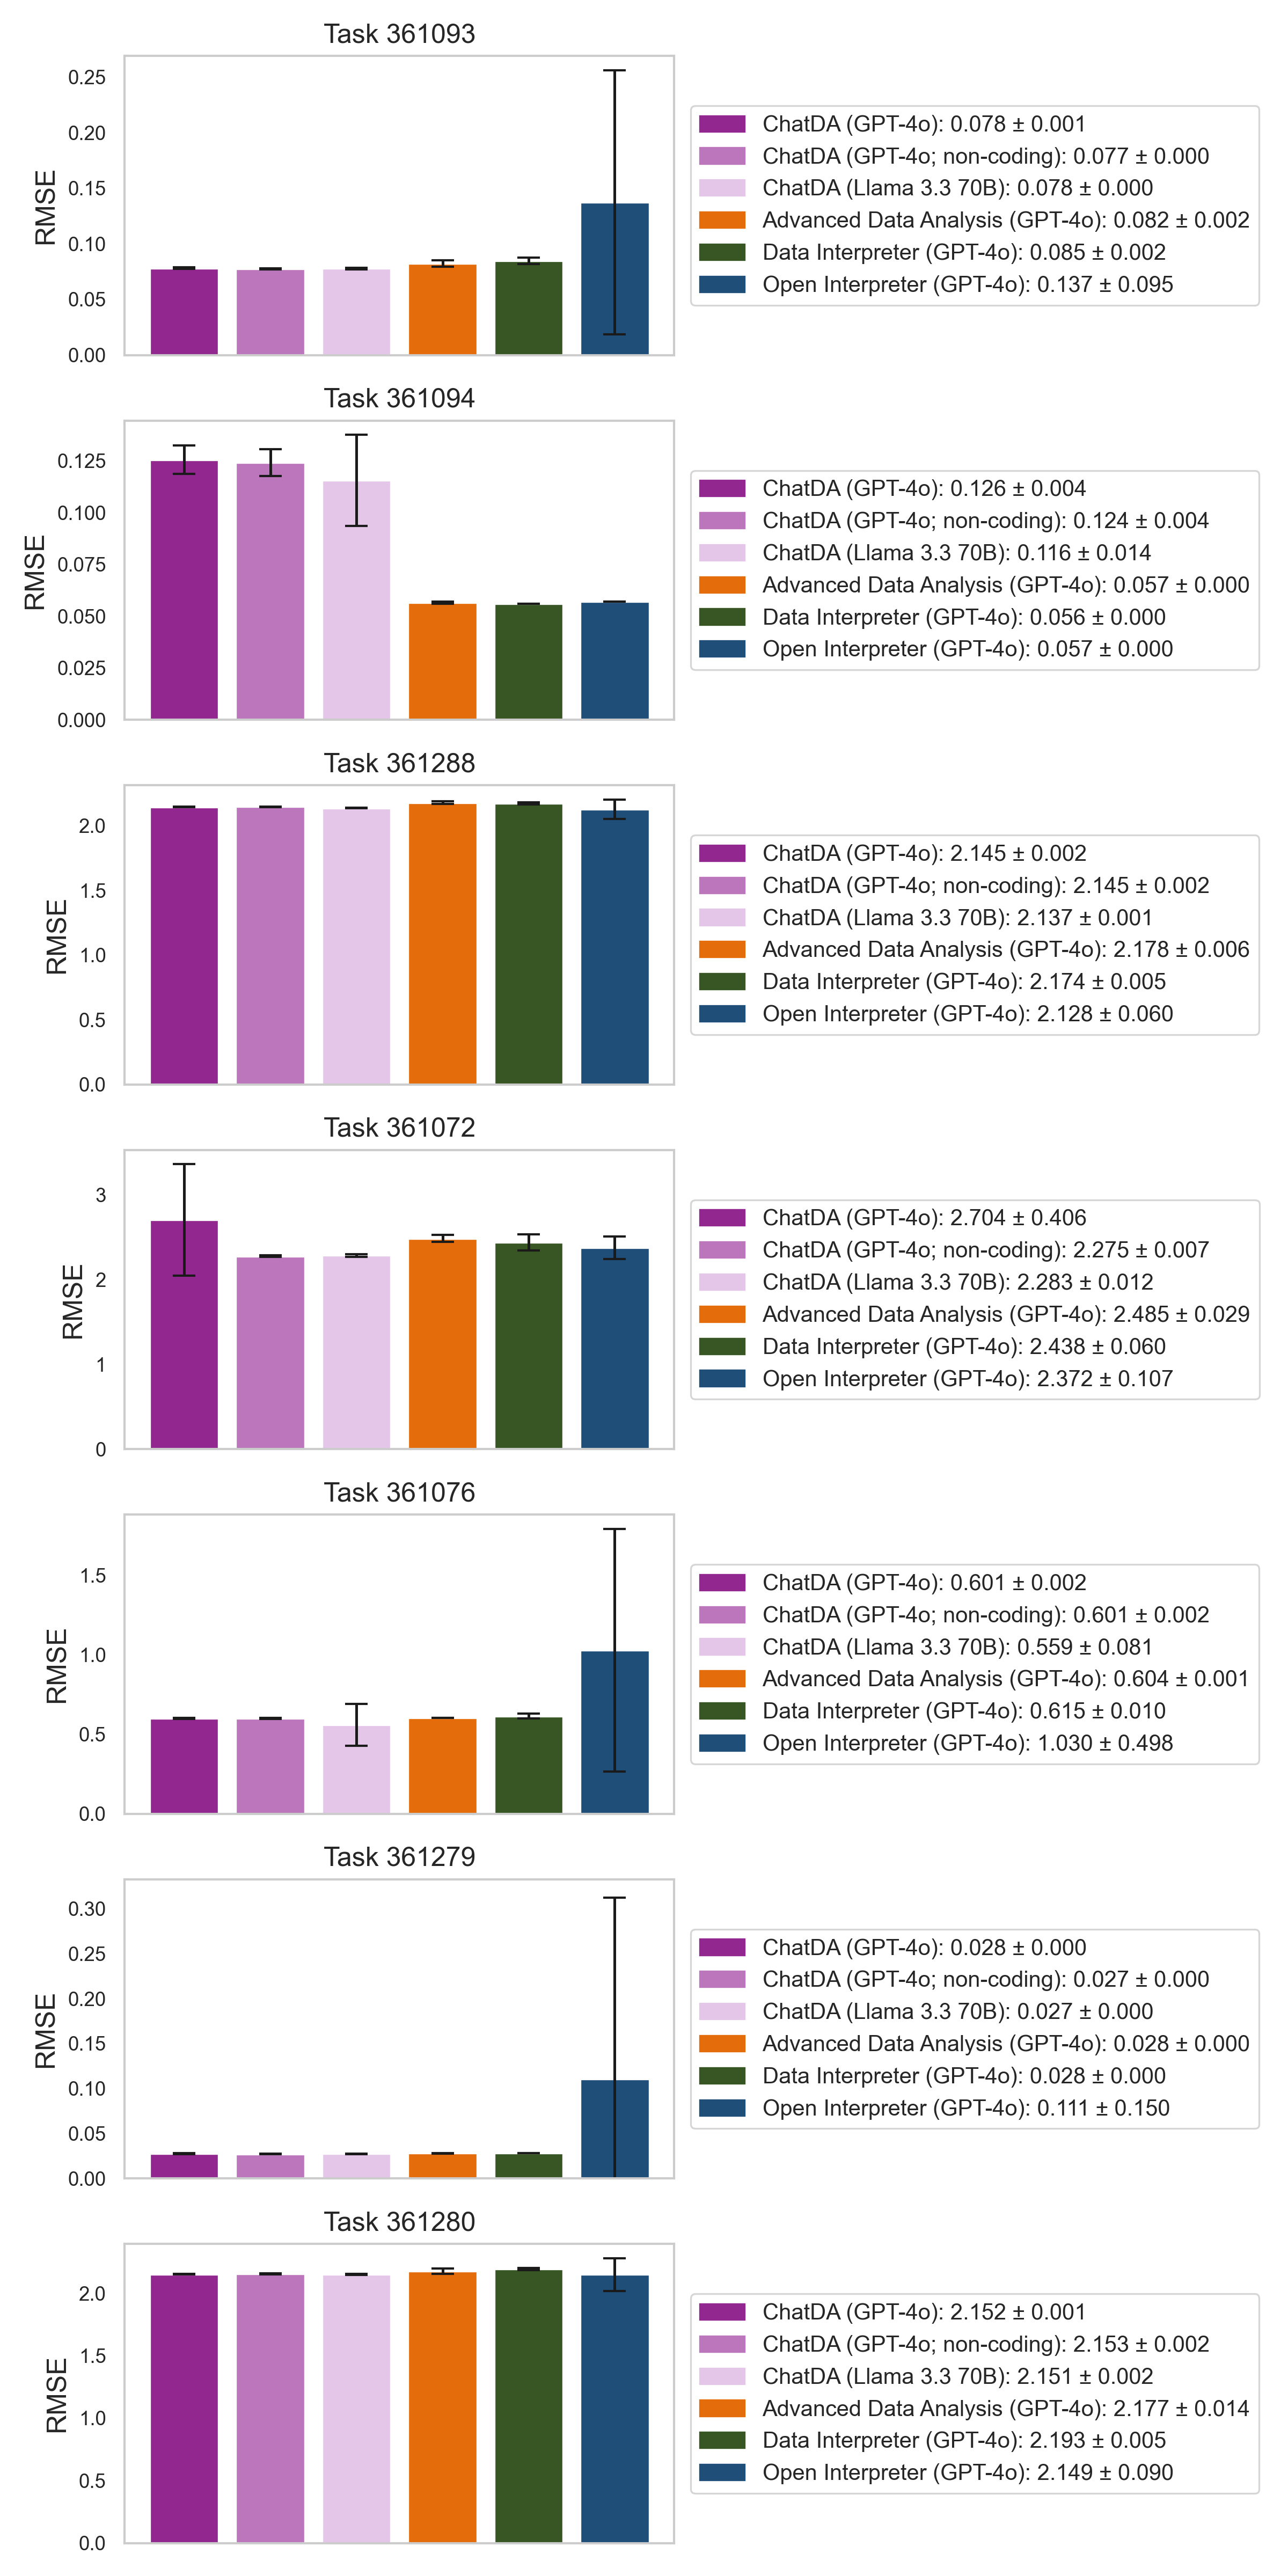 Task 361093
RMSE
0.25
0.20
0.15
0.10
0.05
0.00
ChatDA (GPT-4o): 0.078 ± 0.001
ChatDA (GPT-4o; non-coding): 0.077 ± 0.000
ChatDA (Llama 3.3 70B): 0.078 ± 0.000
Advanced Data Analysis (GPT-4o): 0.082 ± 0.002
Data Interpreter (GPT-4o): 0.085 ± 0.002
Open Interpreter (GPT-4o): 0.137 ± 0.095
Task 361094
RMSE
0.125
0.100
0.075
0.050
0.025
0.000
ChatDA (GPT-4o): 0.126 ± 0.004
ChatDA (GPT-4o; non-coding): 0.124 ± 0.004
ChatDA (Llama 3.3 70B): 0.116 ± 0.014
Advanced Data Analysis (GPT-4o): 0.057 ± 0.000
Data Interpreter (GPT-4o): 0.056 ± 0.000
Open Interpreter (GPT-4o): 0.057 ± 0.000
Task 361288
RMSE
2.0
1.5
1.0
0.5
0.0
ChatDA (GPT-4o): 2.145 ± 0.002
ChatDA (GPT-4o; non-coding): 2.145 ± 0.002
ChatDA (Llama 3.3 70B): 2.137 ± 0.001
Advanced Data Analysis (GPT-4o): 2.178 ± 0.006
Data Interpreter (GPT-4o): 2.174 ± 0.005
Open Interpreter (GPT-4o): 2.128 ± 0.060
Task 361072
RMSE
3
2
1
0
ChatDA (GPT-4o): 2.704 ± 0.406
ChatDA (GPT-4o; non-coding): 2.275 ± 0.007
ChatDA (Llama 3.3 70B): 2.283 ± 0.012
Advanced Data Analysis (GPT-4o): 2.485 ± 0.029
Data Interpreter (GPT-4o): 2.438 ± 0.060
Open Interpreter (GPT-4o): 2.372 ± 0.107
Task 361076
RMSE
1.5
1.0
0.5
0.0
ChatDA (GPT-4o): 0.601 ± 0.002
ChatDA (GPT-4o; non-coding): 0.601 ± 0.002
ChatDA (Llama 3.3 70B): 0.559 ± 0.081
Advanced Data Analysis (GPT-4o): 0.604 ± 0.001
Data Interpreter (GPT-4o): 0.615 ± 0.010
Open Interpreter (GPT-4o): 1.030 ± 0.498
Task 361279
RMSE
0.30
0.25
0.20
0.15
0.10
0.05
0.00
ChatDA (GPT-4o): 0.028 ± 0.000
ChatDA (GPT-4o; non-coding): 0.027 ± 0.000
ChatDA (Llama 3.3 70B): 0.027 ± 0.000
Advanced Data Analysis (GPT-4o): 0.028 ± 0.000
Data Interpreter (GPT-4o): 0.028 ± 0.000
Open Interpreter (GPT-4o): 0.111 ± 0.150
Task 361280
RMSE
2.0
1.5
1.0
0.5
0.0
ChatDA (GPT-4o): 2.152 ± 0.001
ChatDA (GPT-4o; non-coding): 2.153 ± 0.002
ChatDA (Llama 3.3 70B): 2.151 ± 0.002
Advanced Data Analysis (GPT-4o): 2.177 ± 0.014
Data Interpreter (GPT-4o): 2.193 ± 0.005
Open Interpreter (GPT-4o): 2.149 ± 0.090